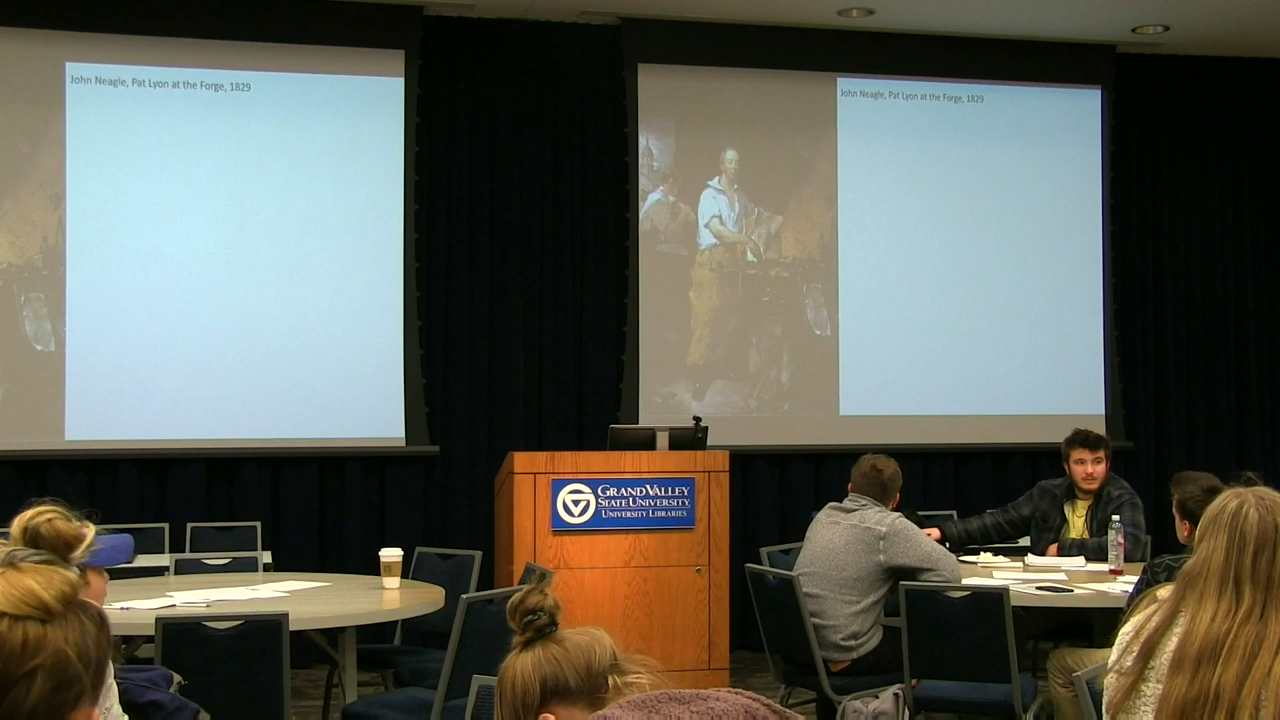 John Neagle, Pat Lyon at the Forge, 1829
John Neagle, Pat Lyon at the Forge, 1829
GRAND VALLEY
STATE UNIVERSITY
UNIVERSITY LIBRARIES